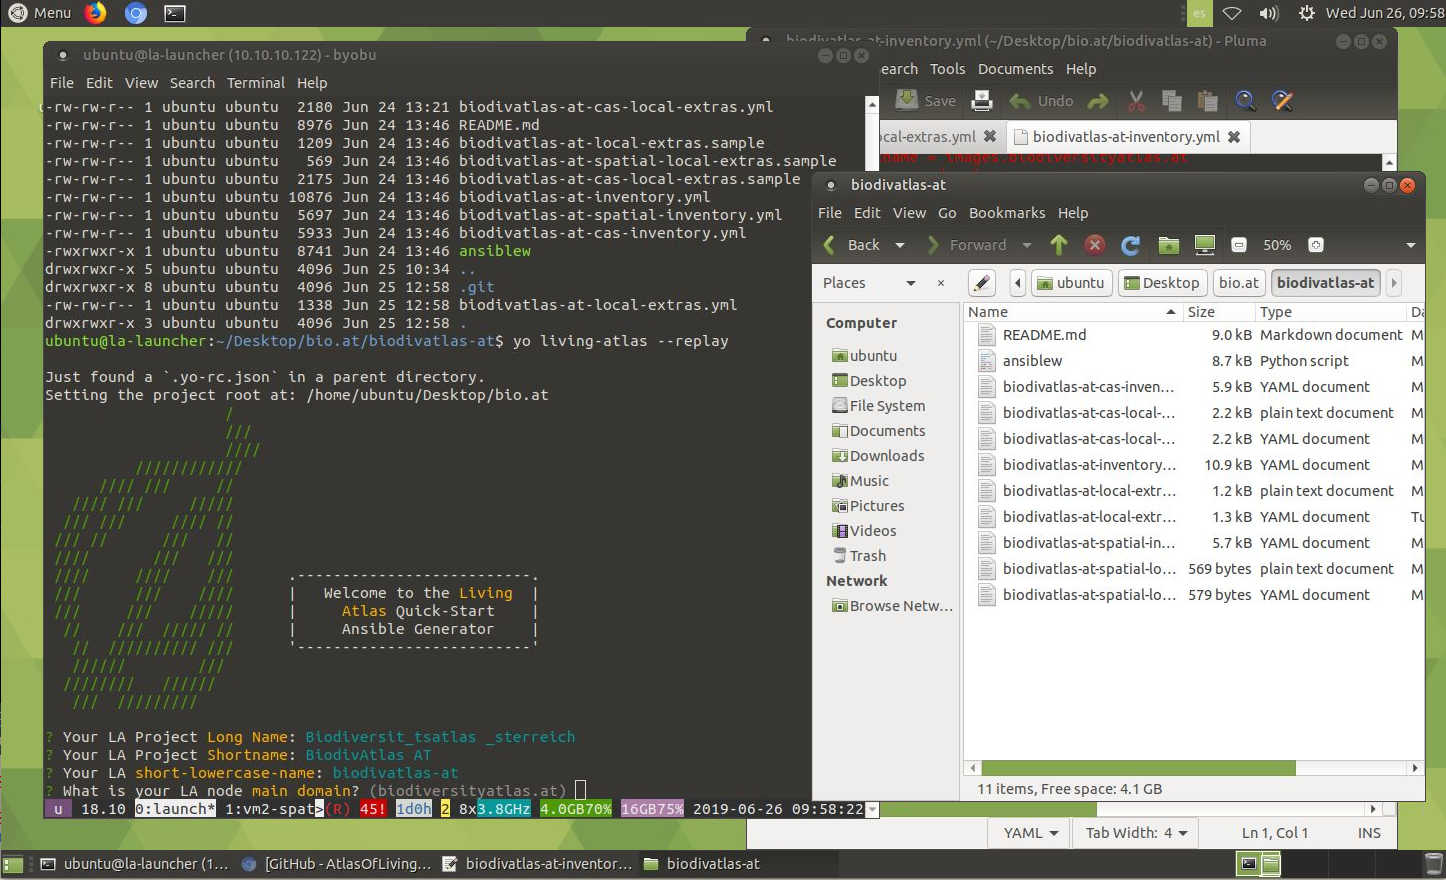 Menu
es
Wed Jun 26, 09:58
ubuntu@la-launcher (10.10.10.122) - byobu
File Edit View Search Terminal Help
-rw-rw-r-- 1 ubuntu ubuntu  2180 Jun 24 13:21 biodivatlas-at-cas-local-extras.yml
-rw-rw-r-- 1 ubuntu ubuntu  8976 Jun 24 13:46 README.md
-rw-rw-r-- 1 ubuntu ubuntu  1209 Jun 24 13:46 biodivatlas-at-local-extras.sample
-rw-rw-r-- 1 ubuntu ubuntu   569 Jun 24 13:46 biodivatlas-at-spatial-local-extras.sample
-rw-rw-r-- 1 ubuntu ubuntu  2175 Jun 24 13:46 biodivatlas-at-cas-local-extras.sample
-rw-rw-r-- 1 ubuntu ubuntu 10876 Jun 24 13:46 biodivatlas-at-inventory.yml
-rw-rw-r-- 1 ubuntu ubuntu  5697 Jun 24 13:46 biodivatlas-at-spatial-inventory.yml
-rw-rw-r-- 1 ubuntu ubuntu  5933 Jun 24 13:46 biodivatlas-at-cas-inventory.yml
-rwxrwxr-x 1 ubuntu ubuntu  8741 Jun 24 13:46 ansiblew
drwxrwxr-x 5 ubuntu ubuntu  4096 Jun 25 10:34 ..
drwxrwxr-x 8 ubuntu ubuntu  4096 Jun 25 12:58 .git
-rw-rw-r-- 1 ubuntu ubuntu  1338 Jun 25 12:58 biodivatlas-at-local-extras.yml
drwxrwxr-x 3 ubuntu ubuntu  4096 Jun 25 12:58 .
ubuntu@la-launcher:~/Desktop/bio.at/biodivatlas-at$ yo living-atlas --replay
Just found a `.yo-rc.json` in a parent directory.
Setting the project root at: /home/ubuntu/Desktop/bio.at
Welcome to the Living
Atlas Quick-Start
Ansible Generator
? Your LA Project Long Name: Biodiversit_tsatlas _sterreich
? Your LA Project Shortname: BiodivAtlas AT
? Your LA short-lowercase-name: biodivatlas-at
? What is your LA node main domain? (biodiversityatlas.at)
u 18.10 0:launch* 1:vm2-spat>(R) 45! 1d0h 2 8x3.8GHz 4.0GB70% 16GB75% 2019-06-26 09:58:22
biodivatlas-at-inventory.yml (~/Desktop/bio.at/biodivatlas-at) - Pluma
earch Tools Documents Help
Save Undo
ocal-extras.yml biodivatlas-at-inventory.yml
name = images.biodiversityatlas.at
biodivatlas-at
File Edit View Go Bookmarks Help
Back Forward 50%
Places ubuntu Desktop bio.at biodivatlas-at
Computer
ubuntu
Desktop
File System
Documents
Downloads
Music
Pictures
Videos
Trash
Network
Browse Netw...
Name Size Type Da
README.md 9.0 kB Markdown document M
ansiblew 8.7 kB Python script M
biodivatlas-at-cas-inven... 5.9 kB YAML document M
biodivatlas-at-cas-local-... 2.2 kB plain text document M
biodivatlas-at-cas-local-... 2.2 kB YAML document M
biodivatlas-at-inventory... 10.9 kB YAML document M
biodivatlas-at-local-extr... 1.2 kB plain text document M
biodivatlas-at-local-extr... 1.3 kB YAML document Tu
biodivatlas-at-spatial-in... 5.7 kB YAML document M
biodivatlas-at-spatial-lo... 569 bytes plain text document M
biodivatlas-at-spatial-lo... 579 bytes YAML document M
11 items, Free space: 4.1 GB
YAML Tab Width: 4 Ln 1, Col 1 INS
ubuntu@la-launcher (1... [GitHub - AtlasOfLiving... biodivatlas-at-inventor... biodivatlas-at